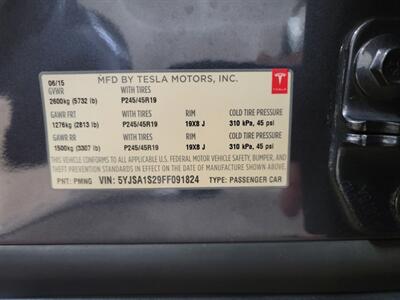 06/15 MFD BY TESLA MOTORS, INC.
GVWR WITH TIRES
2600kg (5732 lb) P245/45R19
TESLA
GAWR FRT WITH TIRES RIM COLD TIRE PRESSURE
1276kg (2813 lb) P245/45R19 19X8 J 310 kPa, 45 psi
GAWR RR WITH TIRES RIM COLD TIRE PRESSURE
1500kg (3307 lb) P245/45R19 19X8 J 310 kPa, 45 psi
THIS VEHICLE CONFORMS TO ALL APPLICABLE U.S. FEDERAL MOTOR VEHICLE SAFETY, BUMPER, AND
THEFT PREVENTION STANDARDS IN EFFECT ON THE DATE OF MANUFACTURE SHOWN ABOVE.
PNT: PMNG VIN: 5YJSA1S29FF091824 TYPE: PASSENGER CAR